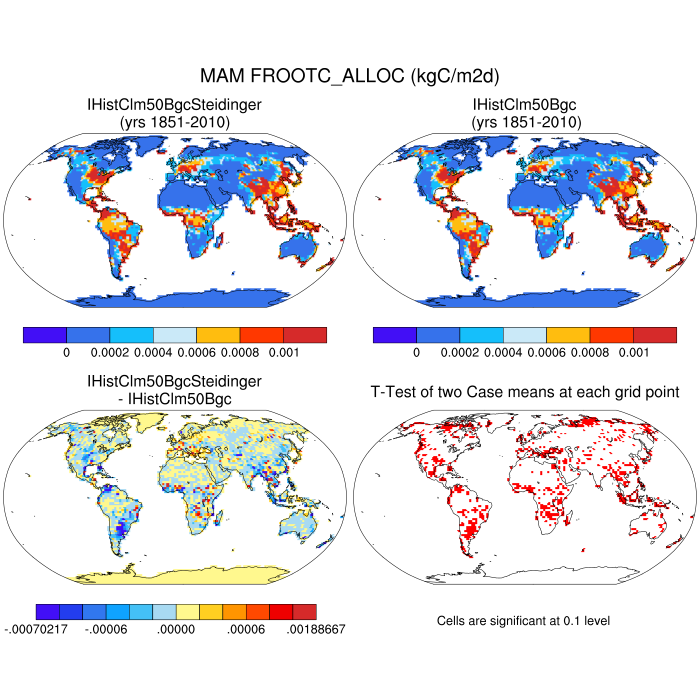 MAM FROOTC_ALLOC (kgC/m2d)
IHistClm50BgcSteidinger
(yrs 1851-2010)
IHistClm50Bgc
(yrs 1851-2010)
0 0.0002 0.0004 0.0006 0.0008 0.001
0 0.0002 0.0004 0.0006 0.0008 0.001
IHistClm50BgcSteidinger
- IHistClm50Bgc
T-Test of two Case means at each grid point
-.00070217 -.00006 .00000 .00006 .00188667
Cells are significant at 0.1 level